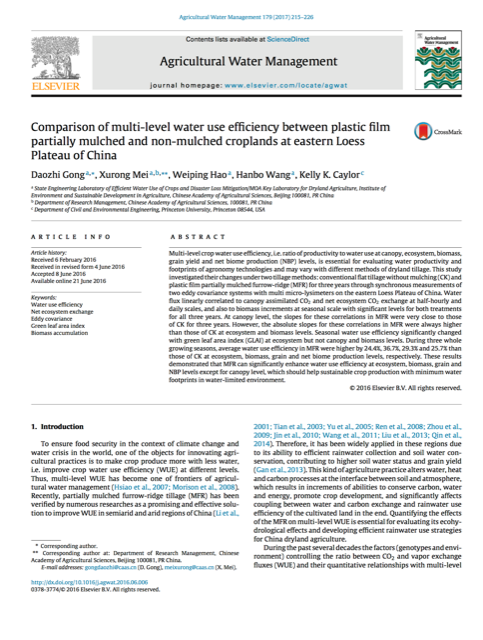 Agricultural Water Management 179 (2017) 215–226
Contents lists available at ScienceDirect
Agricultural Water Management
journal homepage: www.elsevier.com/locate/agwat
ELSEVIER
Comparison of multi-level water use efficiency between plastic film
partially mulched and non-mulched croplands at eastern Loess
Plateau of China
CrossMark
Daozhi Gong a,*, Xurong Mei a,b,**, Weiping Hao a, Hanbo Wang a, Kelly K. Caylor c
a State Engineering Laboratory of Efficient Water Use of Crops and Disaster Loss Mitigation/MOA Key Laboratory for Dryland Agriculture, Institute of
Environment and Sustainable Development in Agriculture, Chinese Academy of Agricultural Sciences, Beijing 100081, PR China
b Department of Research Management, Chinese Academy of Agricultural Sciences, 100081, PR China
c Department of Civil and Environmental Engineering, Princeton University, Princeton 08544, USA
ARTICLE INFO
Article history:
Received 6 February 2016
Received in revised form 4 June 2016
Accepted 8 June 2016
Available online 21 June 2016
Keywords:
Water use efficiency
Net ecosystem exchange
Eddy covariance
Green leaf area index
Biomass accumulation
ABSTRACT
Multi-level crop water use efficiency, i.e. ratio of productivity to water use at canopy, ecosystem, biomass,
grain yield and net biome production (NBP) levels, is essential for evaluating water productivity and
footprints of agronomy technologies and may vary with different methods of dryland tillage. This study
investigated their changes under two tillage methods: conventional flat tillage without mulching (CK) and
plastic film partially mulched furrow-ridge (MFR) for three years through synchronous measurements of
two eddy covariance systems with multi micro-lysimeters on the eastern Loess Plateau of China. Water
flux linearly correlated to canopy assimilated CO2 and net ecosystem CO2 exchange at half-hourly and
daily scales, and also to biomass increments at seasonal scale with significant levels for both treatments
for all three years. At canopy level, the slopes for these correlations in MFR were very close to those
of CK for three years. However, the absolute slopes for these correlations in MFR were always higher
than those of CK at ecosystem and biomass levels. Seasonal water use efficiency significantly changed
with green leaf area index (GLAI) at ecosystem but not canopy and biomass levels. During three whole
growing seasons, average water use efficiency in MFR were higher by 24.4%, 36.7%, 29.3% and 25.7% than
those of CK at ecosystem, biomass, grain and net biome production levels, respectively. These results
demonstrated that MFR can significantly enhance water use efficiency at ecosystem, biomass, grain and
NBP levels except for canopy level, which should help sustainable crop production with minimum water
footprints in water-limited environment.
© 2016 Elsevier B.V. All rights reserved.
1. Introduction
To ensure food security in the context of climate change and
water crisis in the world, one of the objects for innovating agri-
cultural practices is to make crop produce more with less water,
i.e. improve crop water use efficiency (WUE) at different levels.
Thus, multi-level WUE has become one of frontiers of agricul-
tural water management (Hsiao et al., 2007; Morison et al., 2008).
Recently, partially mulched furrow-ridge tillage (MFR) has been
verified by numerous researches as a promising and effective solu-
tion to improve WUE in semiarid and arid regions of China (Li et al.,
* Corresponding author.
** Corresponding author at: Department of Research Management, Chinese
Academy of Agricultural Sciences, Beijing 100081, PR China.
E-mail addresses: gongdaozhi@caas.cn (D. Gong), meixurong@caas.cn (X. Mei).
http://dx.doi.org/10.1016/j.agwat.2016.06.006
0378-3774/© 2016 Elsevier B.V. All rights reserved.
2001; Tian et al., 2003; Yu et al., 2005; Ren et al., 2008; Zhou et al.,
2009; Jin et al., 2010; Wang et al., 2011; Liu et al., 2013; Qin et al.,
2014). Therefore, it has been widely applied in these regions due
to its ability to efficient rainwater collection and soil water con-
servation, contributing to higher soil water status and grain yield
(Gan et al., 2013). This kind of agriculture practice alters water, heat
and carbon processes at the interface between soil and atmosphere,
which results in increments of abilities to conserve carbon, water
and energy, promote crop development, and significantly affects
coupling between water and carbon exchange and rainwater use
efficiency of the cultivated land in the end. Quantifying the effects
of the MFR on multi-level WUE is essential for evaluating its ecohy-
drological effects and developing efficient rainwater use strategies
for China dryland agriculture.
During the past several decades the factors (genotypes and envi-
ronment) controlling the ratio between CO2 and vapor exchange
fluxes (WUE) and their quantitative relationships with multi-level